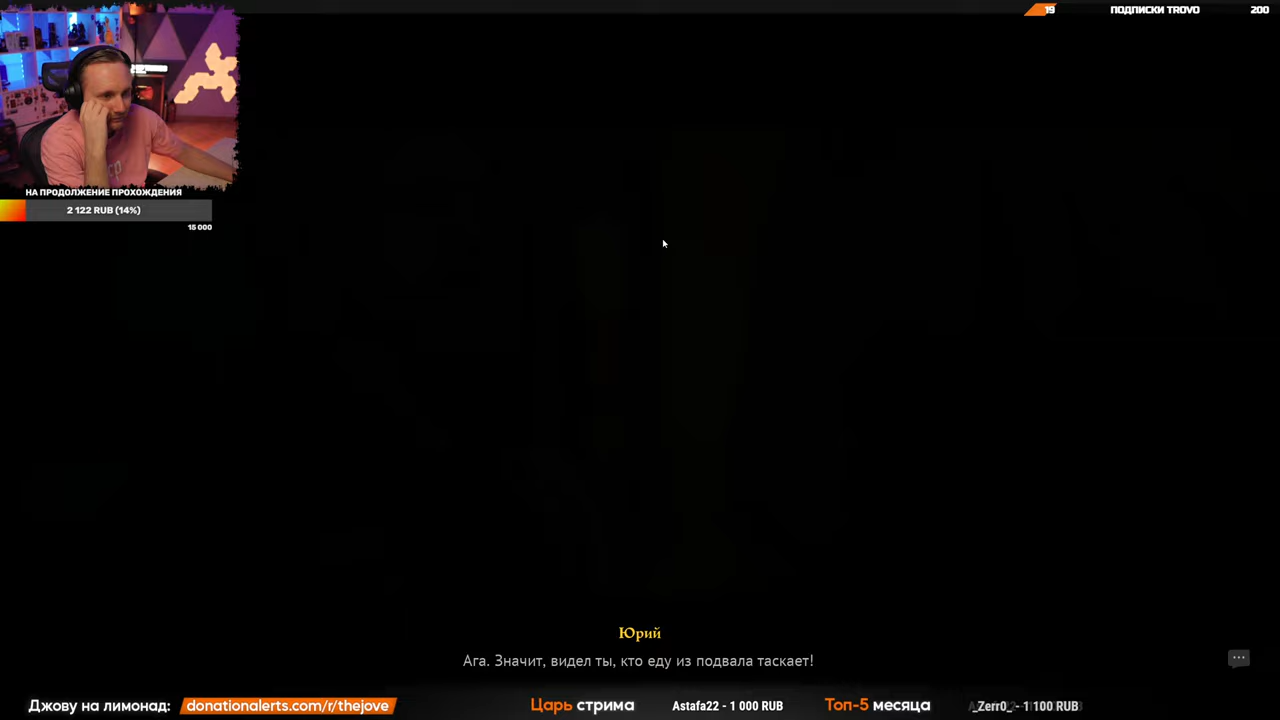 19 ПОДПИСКИ TROVO 200
НА ПРОДОЛЖЕНИЕ ПРОХОЖДЕНИЯ
2 122 RUB (14%)
15 000
Юрий
Ага. Значит, видел ты, кто еду из подвала таскает!
Джову на лимонад: donationalerts.com/r/thejove Царь стрима Astafa22 - 1 000 RUB Топ-5 месяца _Zerr0_ - 1 100 RUB